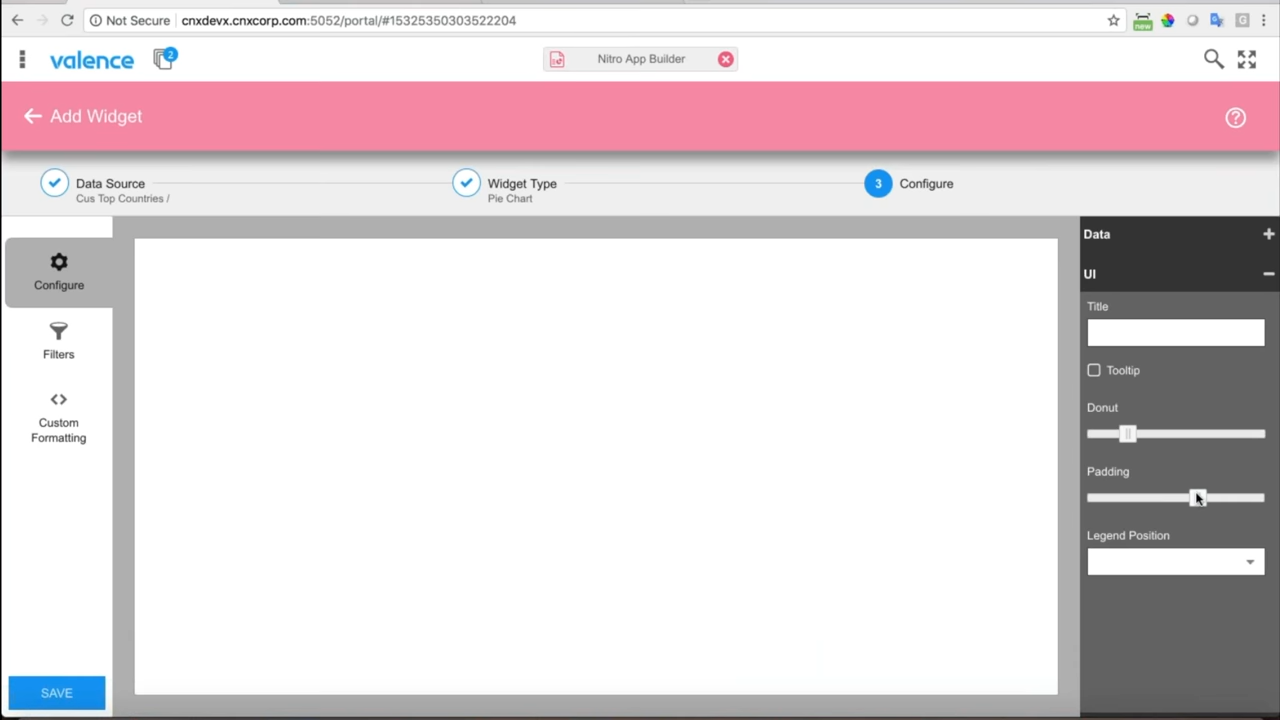 Not Secure
cnxdevx.cnxcorp.com:5052/portal/#15325350303522204
new
G
valence
2
Nitro App Builder
Add Widget
Data Source
Cus Top Countries /
Widget Type
Pie Chart
3
Configure
Configure
Filters
Custom
Formatting
SAVE
Data
UI
Title
Tooltip
Donut
Padding
Legend Position